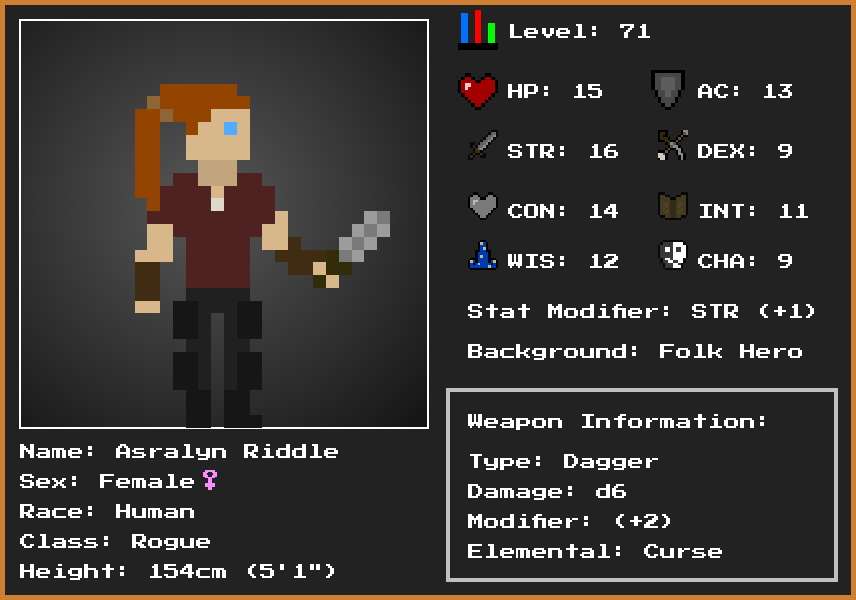 Level: 71
HP: 15
AC: 13
STR: 16
DEX: 9
CON: 14
INT: 11
WIS: 12
CHA: 9
Stat Modifier: STR (+1)
Background: Folk Hero
Weapon Information:
Type: Dagger
Damage: d6
Modifier: (+2)
Elemental: Curse
Name: Asralyn Riddle
Sex: Female♀
Race: Human
Class: Rogue
Height: 154cm (5'1")